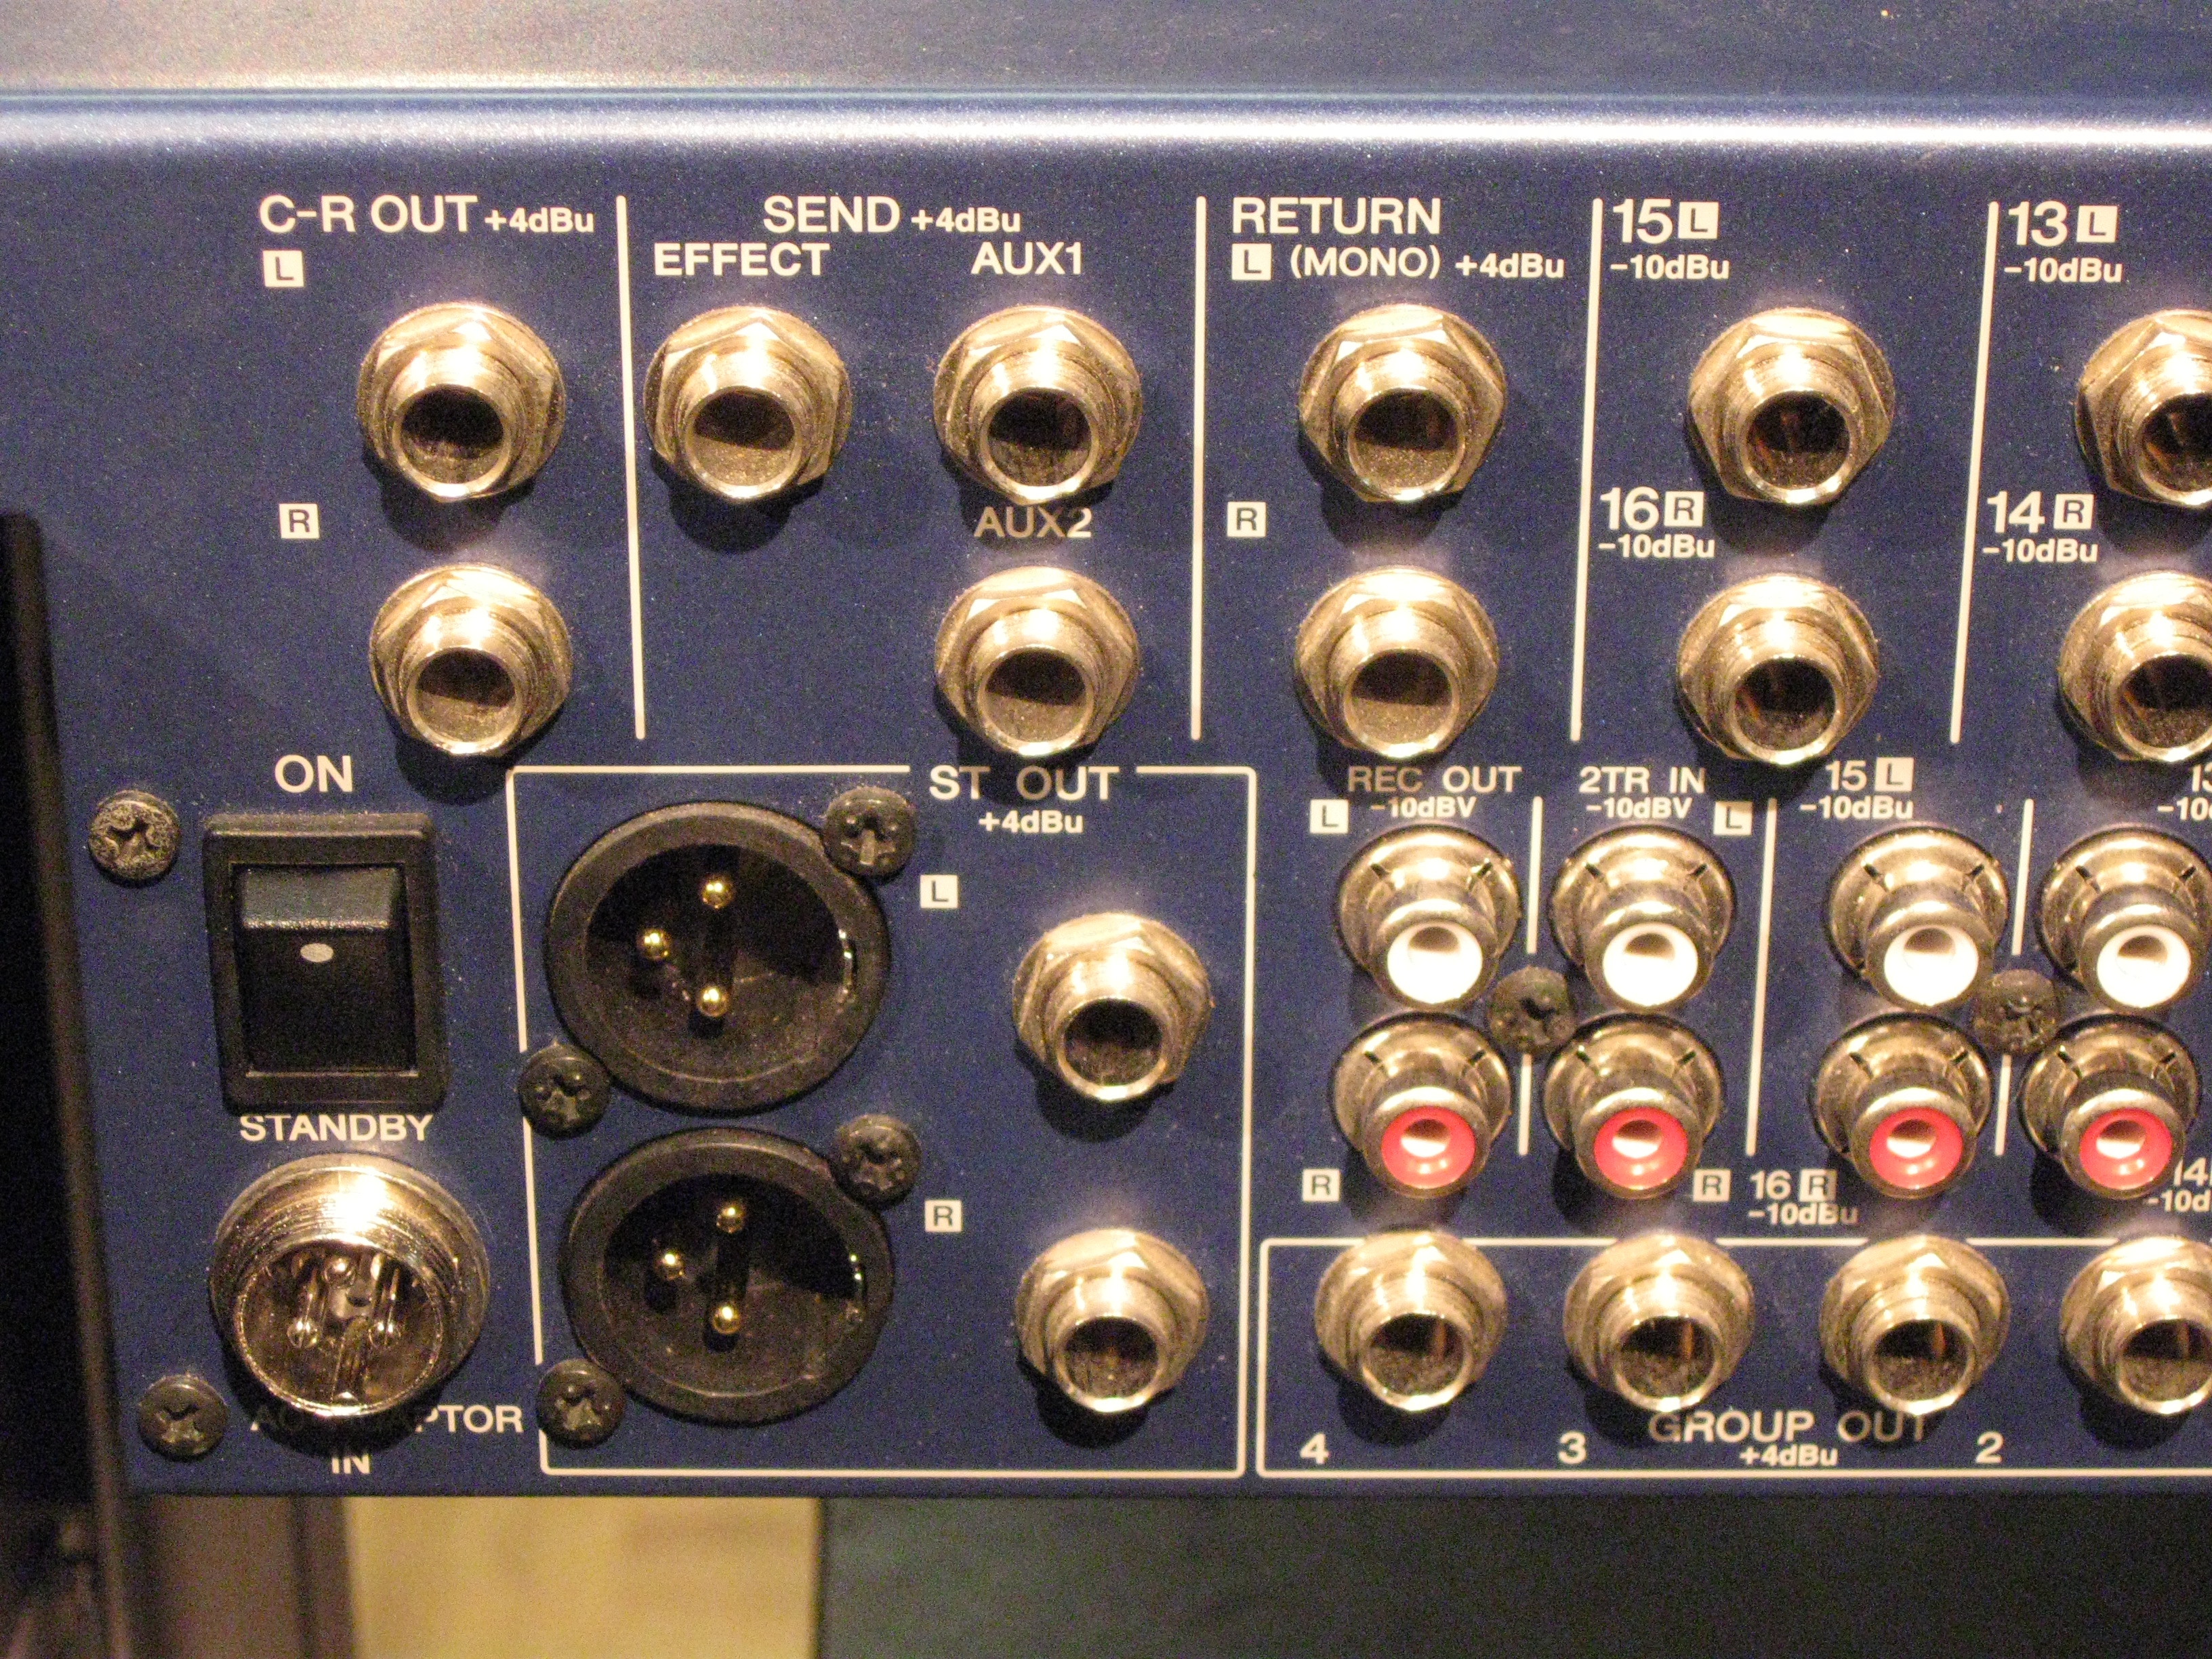 C-R OUT +4dBu
L
R
SEND +4dBu
EFFECT AUX1
AUX2
RETURN
L (MONO) +4dBu
R
15 L
-10dBu
16 R
-10dBu
13 L
-10dBu
14 R
-10dBu
ON
STANDBY
IN
ST OUT
+4dBu
L
R
REC OUT
-10dBV
L
R
2TR IN
-10dBV
L
R
15 L
-10dBu
16 R
-10dBu
4 3 GROUP OUT 2
+4dBu